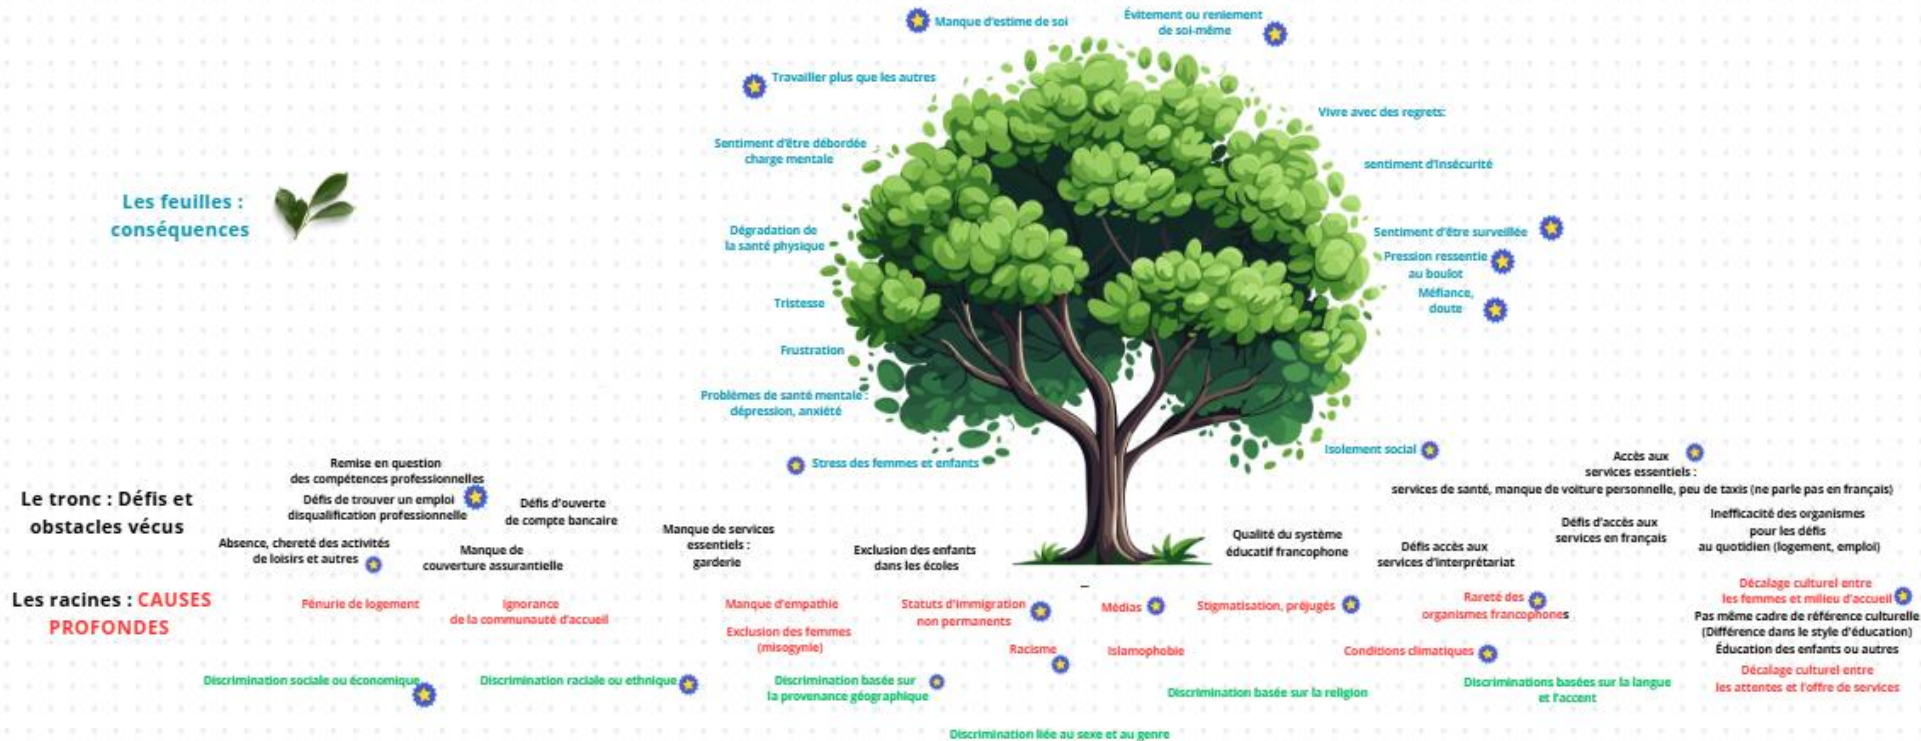 Manque d'estime de soi
Évitement ou reniement
de soi-même
Travailler plus que les autres
Vivre avec des regrets:
Sentiment d'être débordée
charge mentale
sentiment d'insécurité
Les feuilles :
conséquences
Dégradation de
la santé physique
Sentiment d'être surveillée
Pression ressentie
au boulot
Méfiance,
doute
Tristesse
Frustration
Problèmes de santé mentale :
dépression, anxiété
Stress des femmes et enfants
Isolement social
Le tronc : Défis et
obstacles vécus
Remise en question
des compétences professionnelles
Défis de trouver un emploi
disqualification professionnelle
Défis d'ouverte
de compte bancaire
Absence, chereté des activités
de loisirs et autres
Manque de
couverture assurantielle
Manque de services
essentiels :
garderie
Exclusion des enfants
dans les écoles
Qualité du système
éducatif francophone
Accès aux
services essentiels :
services de santé, manque de voiture personnelle, peu de taxis (ne parle pas en français)
Défis accès aux
services d'interprétariat
Défis d'accès aux
services en français
Inefficacité des organismes
pour les défis
au quotidien (logement, emploi)
Les racines : CAUSES
PROFONDES
Pénurie de logement
Ignorance
de la communauté d'accueil
Manque d'empathie
Exclusion des femmes
(misogynie)
Statuts d'immigration
non permanents
Racisme
Médias
Islamophobie
Stigmatisation, préjugés
Conditions climatiques
Rareté des
organismes francophones
Décalage culturel entre
les femmes et milieu d'accueil
Pas même cadre de référence culturelle
(Différence dans le style d'éducation)
Éducation des enfants ou autres
Décalage culturel entre
les attentes et l'offre de services
Discrimination sociale ou économique
Discrimination raciale ou ethnique
Discrimination basée sur
la provenance géographique
Discrimination basée sur la religion
Discriminations basées sur la langue
et l'accent
Discrimination liée au sexe et au genre